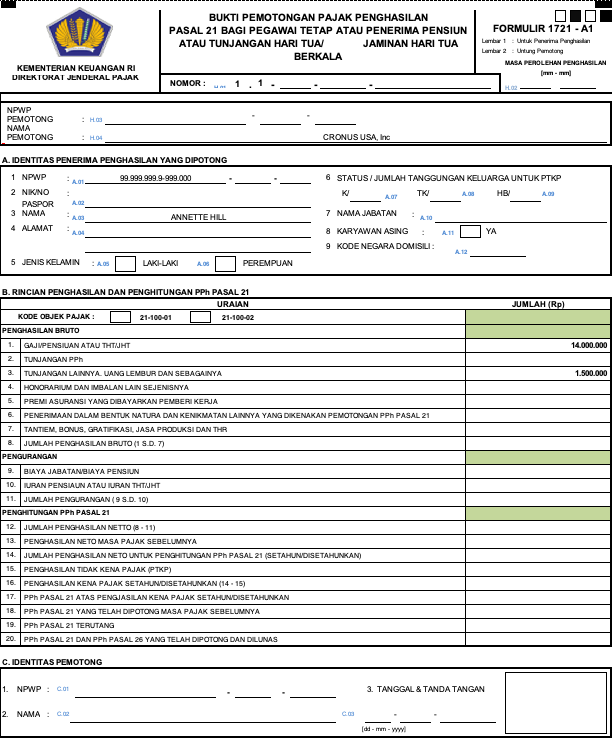 BUKTI PEMOTONGAN PAJAK PENGHASILAN
PASAL 21 BAGI PEGAWAI TETAP ATAU PENERIMA PENSIUN
ATAU TUNJANGAN HARI TUA/ JAMINAN HARI TUA
BERKALA
KEMENTERIAN KEUANGAN RI
DIREKTORAT JENDERAL PAJAK
FORMULIR 1721 - A1
Lembar 1 : Untuk Penerima Penghasilan
Lembar 2 : Untung Pemotong
MASA PEROLEHAN PENGHASILAN
[mm - mm]
NOMOR : H.01 1 . 1 - - -
H.02 -
NPWP
PEMOTONG : H.03 - -
NAMA
PEMOTONG : H.04 CRONUS USA, Inc
A. IDENTITAS PENERIMA PENGHASILAN YANG DIPOTONG
1 NPWP : A.01 99.999.999.9-999.000 - -
2 NIK/NO :
PASPOR A.02
3 NAMA : A.03 ANNETTE HILL
4 ALAMAT : A.04
5 JENIS KELAMIN : A.05 LAKI-LAKI A.06 PEREMPUAN
6 STATUS / JUMLAH TANGGUNGAN KELUARGA UNTUK PTKP
K/ A.07 TK/ A.08 HB/ A.09
7 NAMA JABATAN : A.10
8 KARYAWAN ASING : A.11 YA
9 KODE NEGARA DOMISILI :
A.12
B. RINCIAN PENGHASILAN DAN PENGHITUNGAN PPh PASAL 21
URAIAN JUMLAH (Rp)
KODE OBJEK PAJAK : 21-100-01 21-100-02
PENGHASILAN BRUTO
1. GAJI/PENSIUAN ATAU THT/JHT 14.000.000
2. TUNJANGAN PPh
3. TUNJANGAN LAINNYA. UANG LEMBUR DAN SEBAGAINYA 1.500.000
4. HONORARIUM DAN IMBALAN LAIN SEJENISNYA
5. PREMI ASURANSI YANG DIBAYARKAN PEMBERI KERJA
6. PENERIMAAN DALAM BENTUK NATURA DAN KENIKMATAN LAINNYA YANG DIKENAKAN PEMOTONGAN PPh PASAL 21
7. TANTIEM, BONUS, GRATIFIKASI, JASA PRODUKSI DAN THR
8. JUMLAH PENGHASILAN BRUTO (1 S.D. 7)
PENGURANGAN
9. BIAYA JABATAN/BIAYA PENSIUN
10. IURAN PENSIAUN ATAU IURAN THT/JHT
11. JUMLAH PENGURANGAN ( 9 S.D. 10)
PENGHITUNGAN PPh PASAL 21
12. JUMLAH PENGHASILAN NETTO (8 - 11)
13. PENGHASILAN NETO MASA PAJAK SEBELUMNYA
14. JUMLAH PENGHASILAN NETO UNTUK PENGHITUNGAN PPh PASAL 21 (SETAHUN/DISETAHUNKAN)
15. PENGHASILAN TIDAK KENA PAJAK (PTKP)
16. PENGHASILAN KENA PAJAK SETAHUN/DISETAHUNKAN (14 - 15)
17. PPh PASAL 21 ATAS PENGJASILAN KENA PAJAK SETAHUN/DISETAHUNKAN
18. PPh PASAL 21 YANG TELAH DIPOTONG MASA PAJAK SEBELUMNYA
19. PPh PASAL 21 TERUTANG
20. PPh PASAL 21 DAN PPh PASAL 26 YANG TELAH DIPOTONG DAN DILUNAS
C. IDENTITAS PEMOTONG
1. NPWP : C.01 - -
3. TANGGAL & TANDA TANGAN
2. NAMA : C.02 C.03 - -
[dd - mm - yyyy]